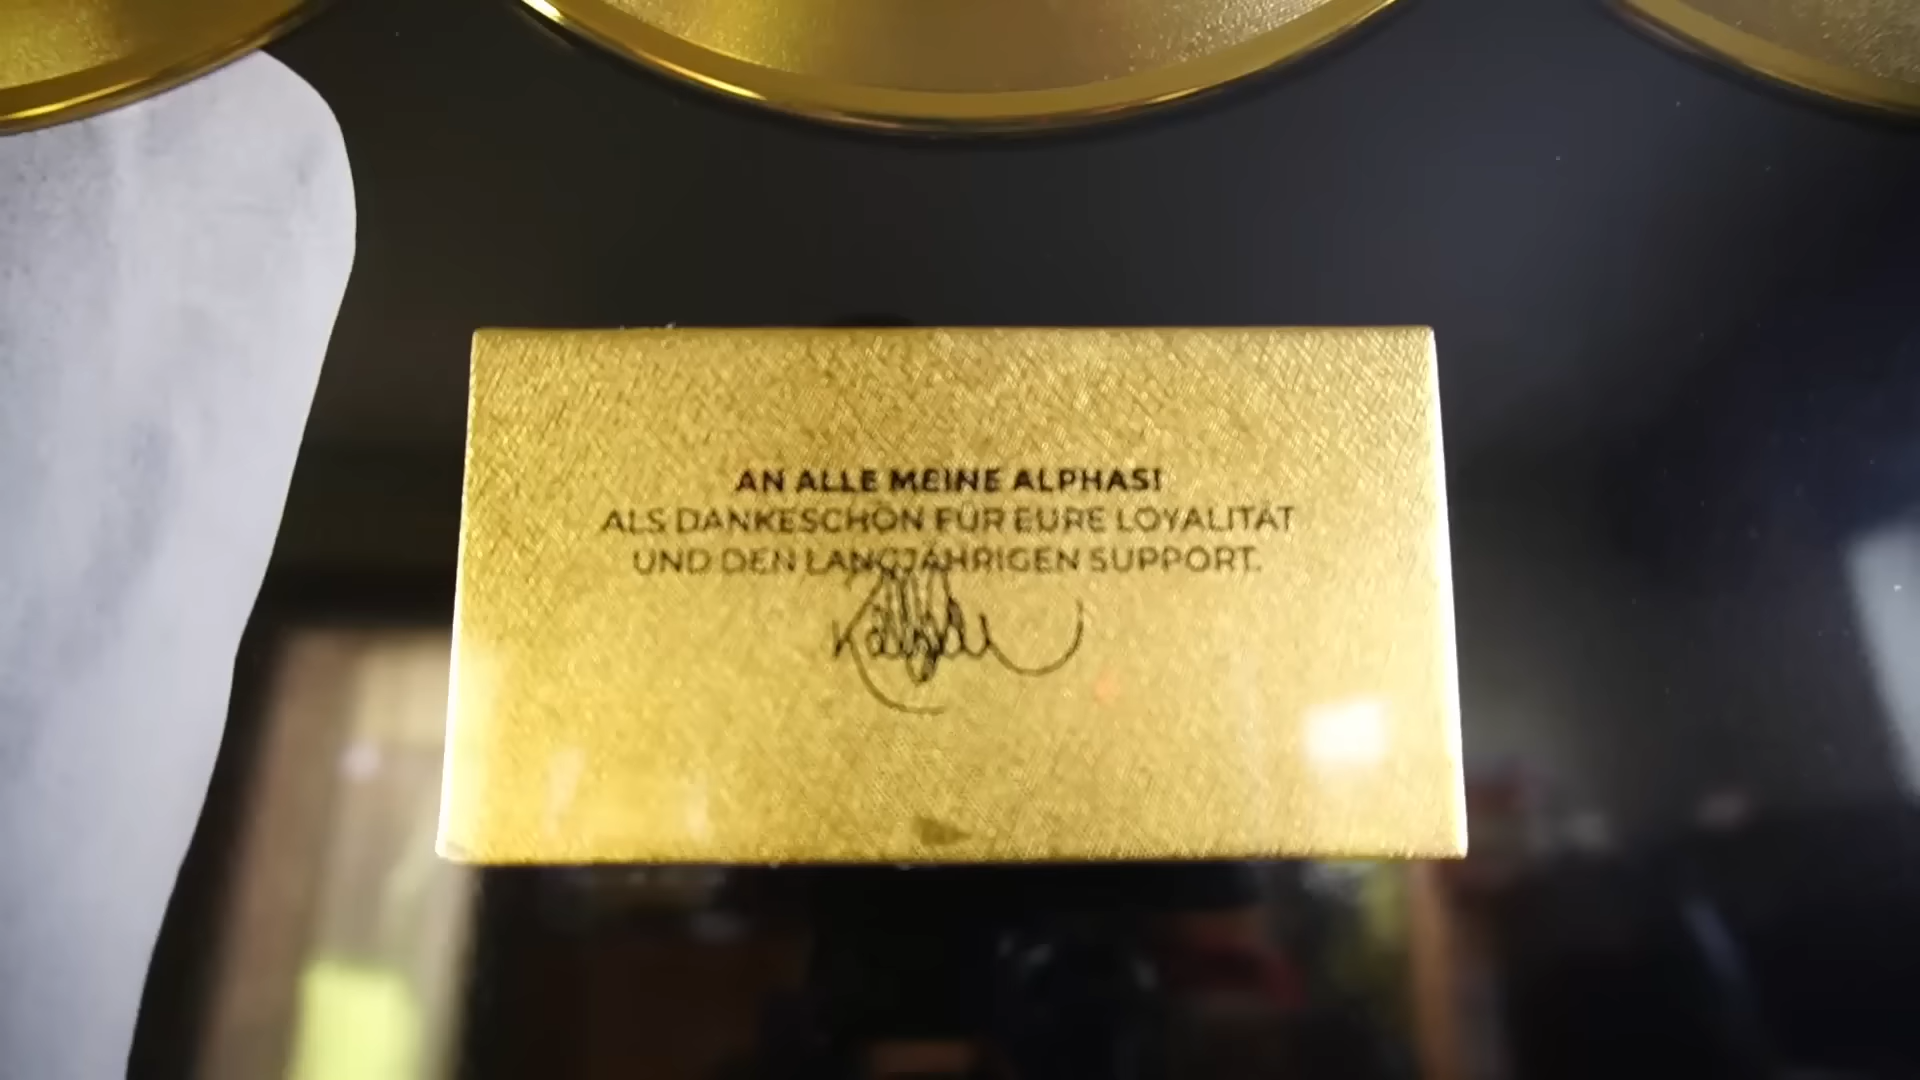 AN ALLE MEINE ALPHAS!
ALS DANKESCHÖN FÜR EURE LOYALITÄT
UND DEN LANGJÄHRIGEN SUPPORT.